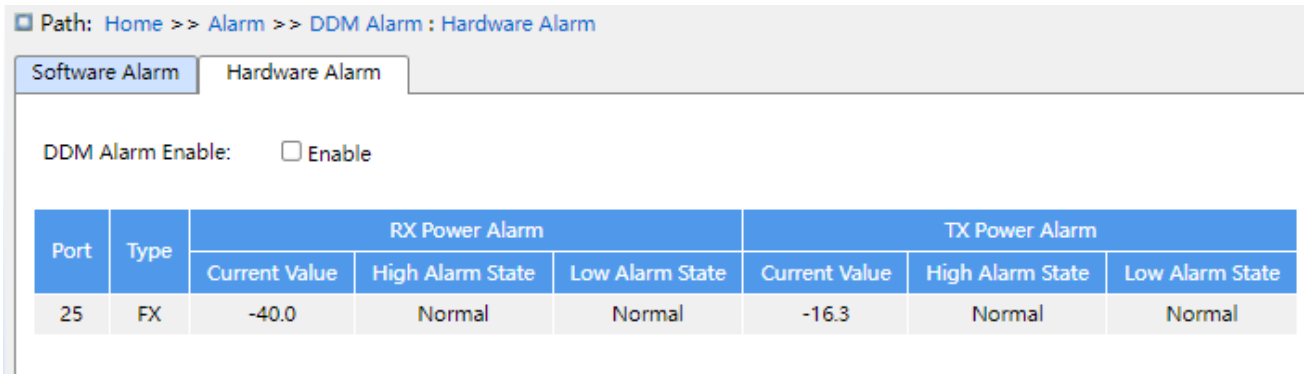 Path: Home >> Alarm >> DDM Alarm : Hardware Alarm
Software Alarm Hardware Alarm
DDM Alarm Enable: Enable
Port Type RX Power Alarm TX Power Alarm
Current Value High Alarm State Low Alarm State Current Value High Alarm State Low Alarm State
25 FX -40.0 Normal Normal -16.3 Normal Normal